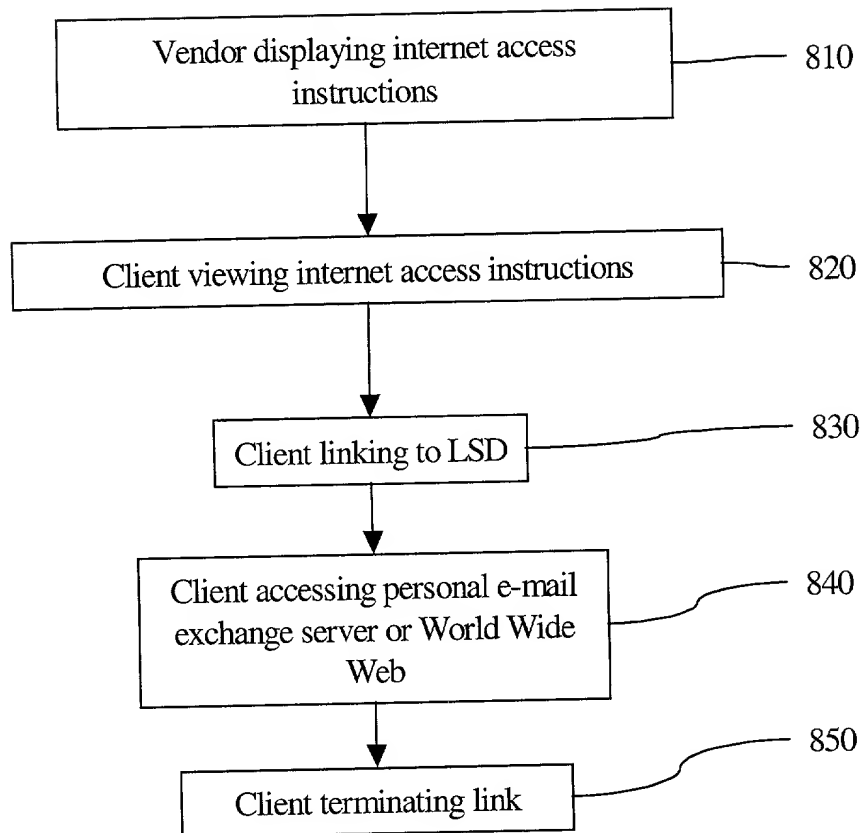 Vendor displaying internet access
instructions
810
Client viewing internet access instructions
820
Client linking to LSD
830
Client accessing personal e-mail
exchange server or World Wide
Web
840
Client terminating link
850